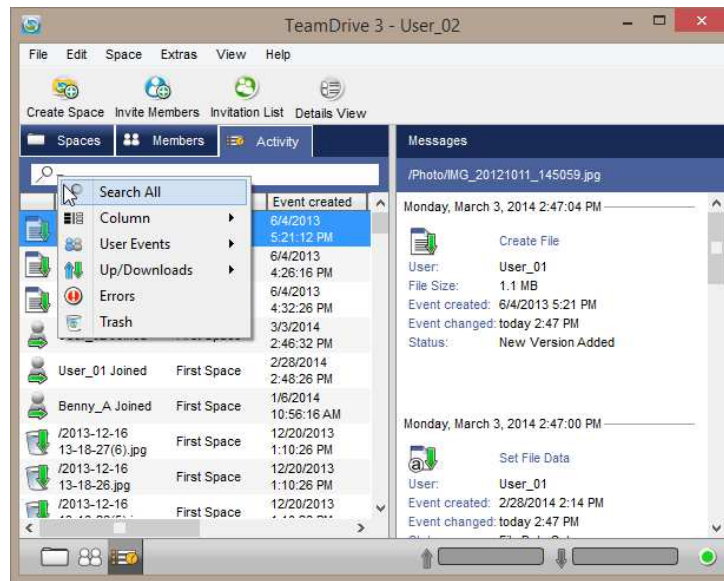 TeamDrive 3 - User_02
File Edit Space Extras View Help
Create Space Invite Members Invitation List Details View
Spaces Members Activity
Search All
Column
User Events
Up/Downloads
Errors
Trash
Event created
6/4/2013
5:21:12 PM
6/4/2013
4:26:16 PM
6/4/2013
4:32:26 PM
3/3/2014
2:46:32 PM
User_01 Joined First Space 2/28/2014
2:48:26 PM
Benny_A Joined First Space 1/6/2014
10:56:16 AM
/2013-12-16
13-18-27(6).jpg First Space 12/20/2013
1:10:26 PM
/2013-12-16
13-18-26.jpg First Space 12/20/2013
1:10:26 PM
/2013-12-16
First Space 12/20/2013
Messages
/Photo/IMG_20121011_145059.jpg
Monday, March 3, 2014 2:47:04 PM
Create File
User: User_01
File Size: 1.1 MB
Event created: 6/4/2013 5:21 PM
Event changed: today 2:47 PM
Status: New Version Added
Monday, March 3, 2014 2:47:00 PM
a
Set File Data
User: User_01
Event created: 2/28/2014 2:14 PM
Event changed: today 2:47 PM